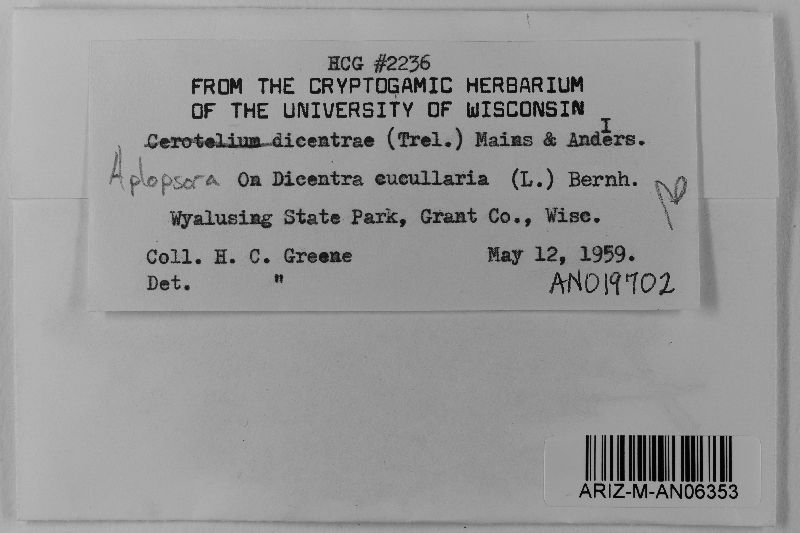 HCG #2236
FROM THE CRYPTOGAMIC HERBARIUM
OF THE UNIVERSITY OF WISCONSIN
I
Cerotelium dicentrae (Trel.) Mains & Anders.
Aplopsora On Dicentra cucullaria (L.) Bernh.
Wyalusing State Park, Grant Co., Wisc.
Coll. H. C. Greene May 12, 1959.
Det. "
AN019702
ARIZ-M-AN06353